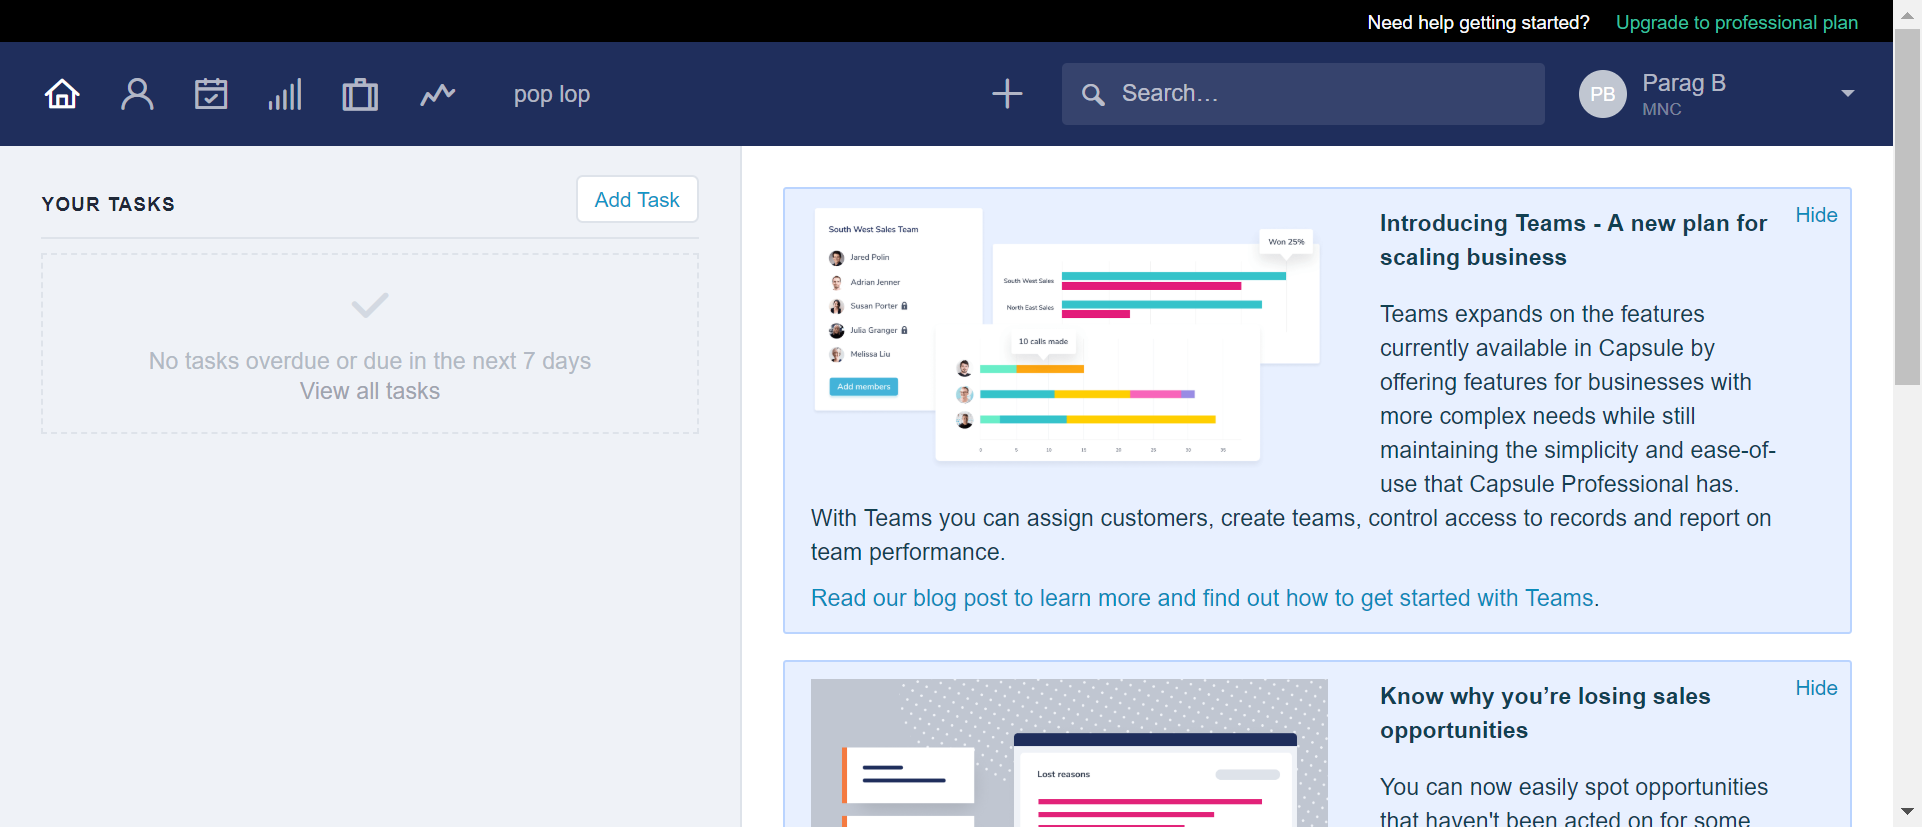 Need help getting started? Upgrade to professional plan
pop lop
Search...
PB
Parag B
MNC
YOUR TASKS
Add Task
No tasks overdue or due in the next 7 days
View all tasks
South West Sales Team
Jared Polin
Adrian Jenner
Susan Porter
Julia Granger
Melissa Liu
Add members
Won 25%
South West Sales
North East Sales
10 calls made
0 5 10 15 20 25 30 35
Introducing Teams - A new plan for
scaling business
Hide
Teams expands on the features
currently available in Capsule by
offering features for businesses with
more complex needs while still
maintaining the simplicity and ease-of-
use that Capsule Professional has.
With Teams you can assign customers, create teams, control access to records and report on
team performance.
Read our blog post to learn more and find out how to get started with Teams.
Lost reasons
Know why you’re losing sales
opportunities
Hide
You can now easily spot opportunities
that haven't been acted on for some